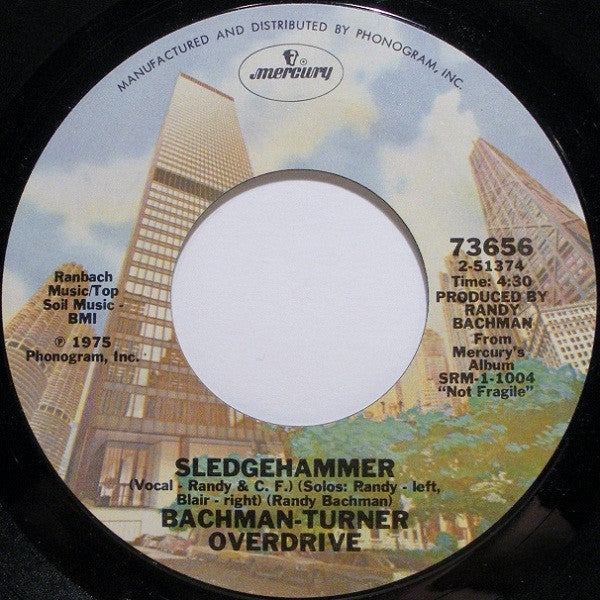 MANUFACTURED AND DISTRIBUTED BY PHONOGRAM, INC.
mercury
®
73656
2-51374
Time: 4:30
PRODUCED BY
RANDY
BACHMAN
From
Mercury's
Album
SRM-1-1004
"Not Fragile"
Ranbach
Music/Top
Soil Music -
BMI
℗ 1975
Phonogram, Inc.
SLEDGEHAMMER
(Vocal - Randy & C. F.) (Solos: Randy - left,
Blair - right) (Randy Bachman)
BACHMAN-TURNER
OVERDRIVE